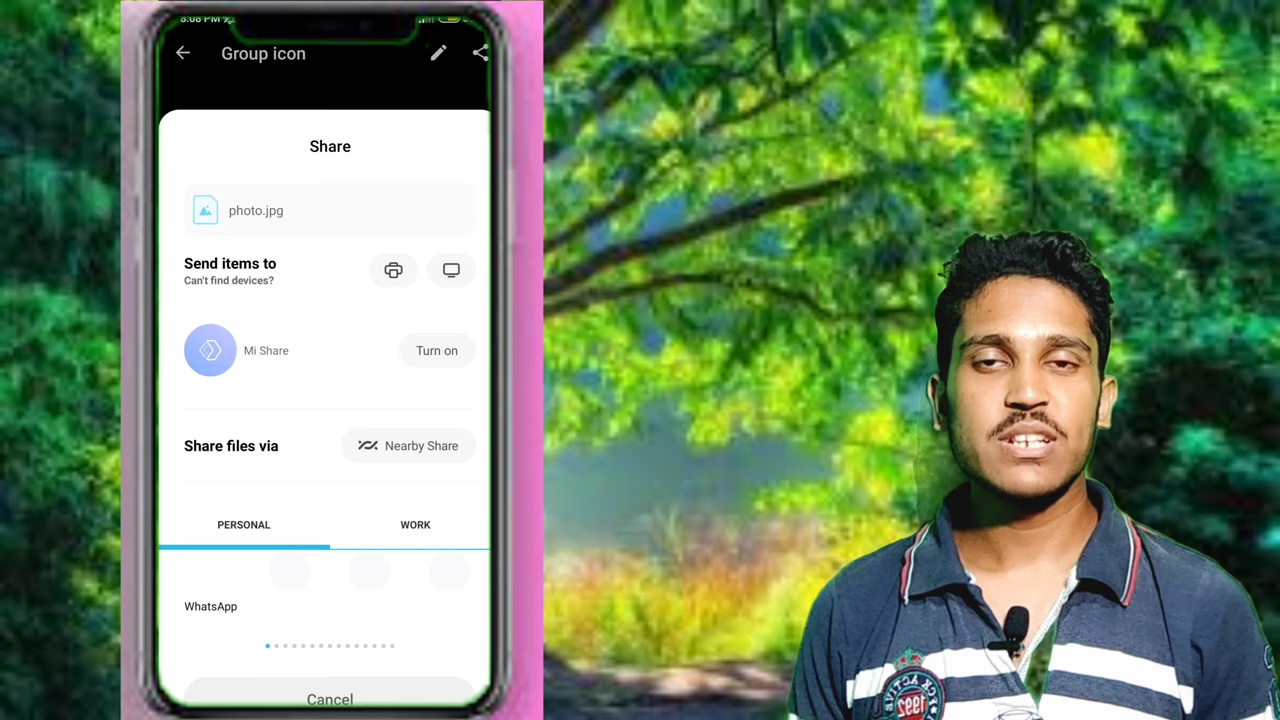 8:08 PM
Group icon
Share
photo.jpg
Send items to
Can't find devices?
Mi Share
Turn on
Share files via
Nearby Share
PERSONAL
WORK
WhatsApp
Cancel
1992